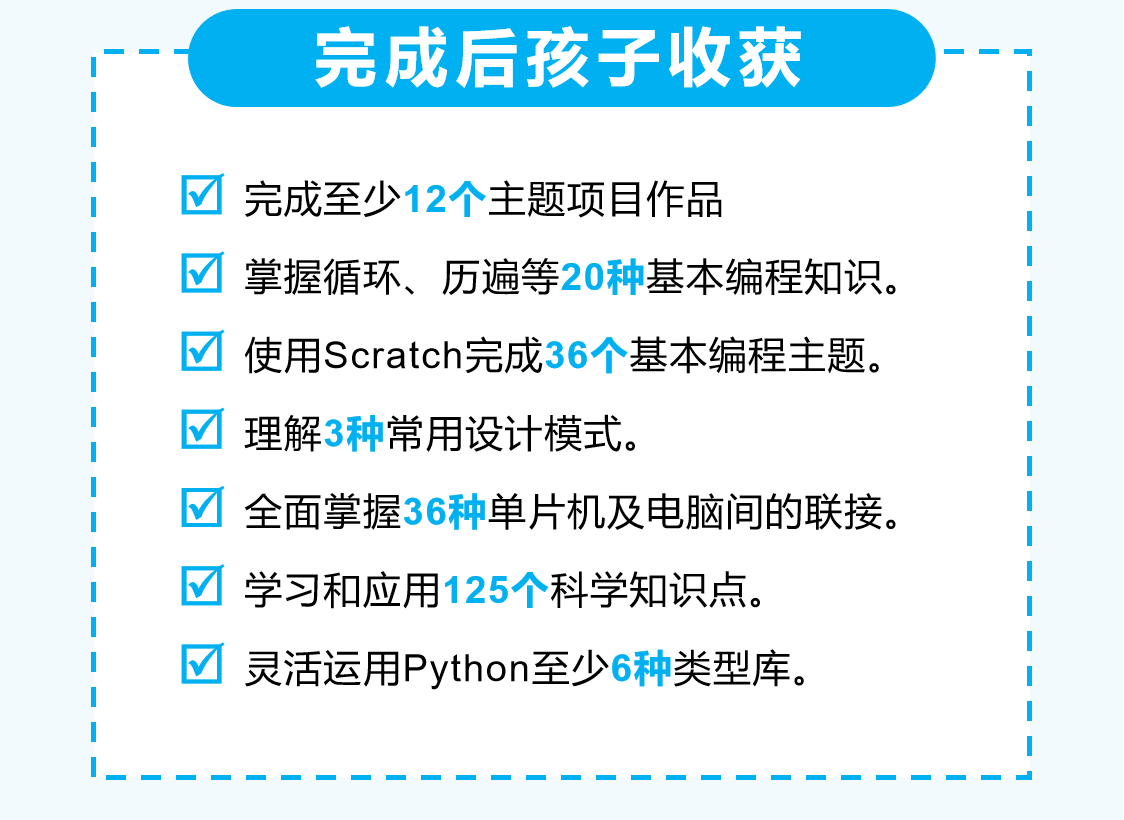 完成后孩子收获
完成至少12个主题项目作品
掌握循环、历遍等20种基本编程知识。
使用Scratch完成36个基本编程主题。
理解3种常用设计模式。
全面掌握36种单片机及电脑间的联接。
学习和应用125个科学知识点。
灵活运用Python至少6种类型库。